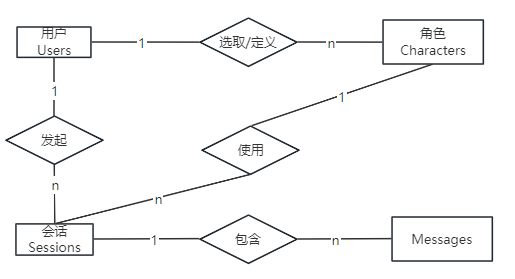 用户
Users
1
选取/定义
n
角色
Characters
1
1
发起
使用
n
n
会话
Sessions
1
包含
n
Messages